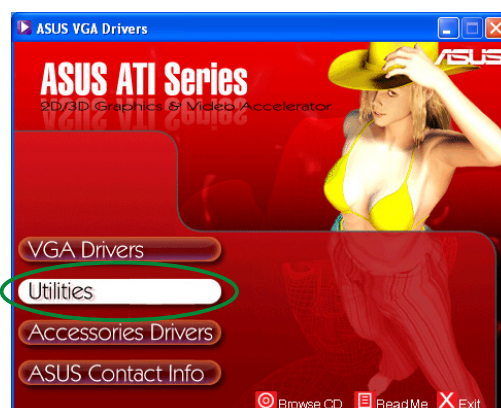 ASUS VGA Drivers
ASUS
ASUS ATI Series
2D/3D Graphics & Video Accelerator
VGA Drivers
Utilities
Accessories Drivers
ASUS Contact Info
Browse CD ReadMe Exit